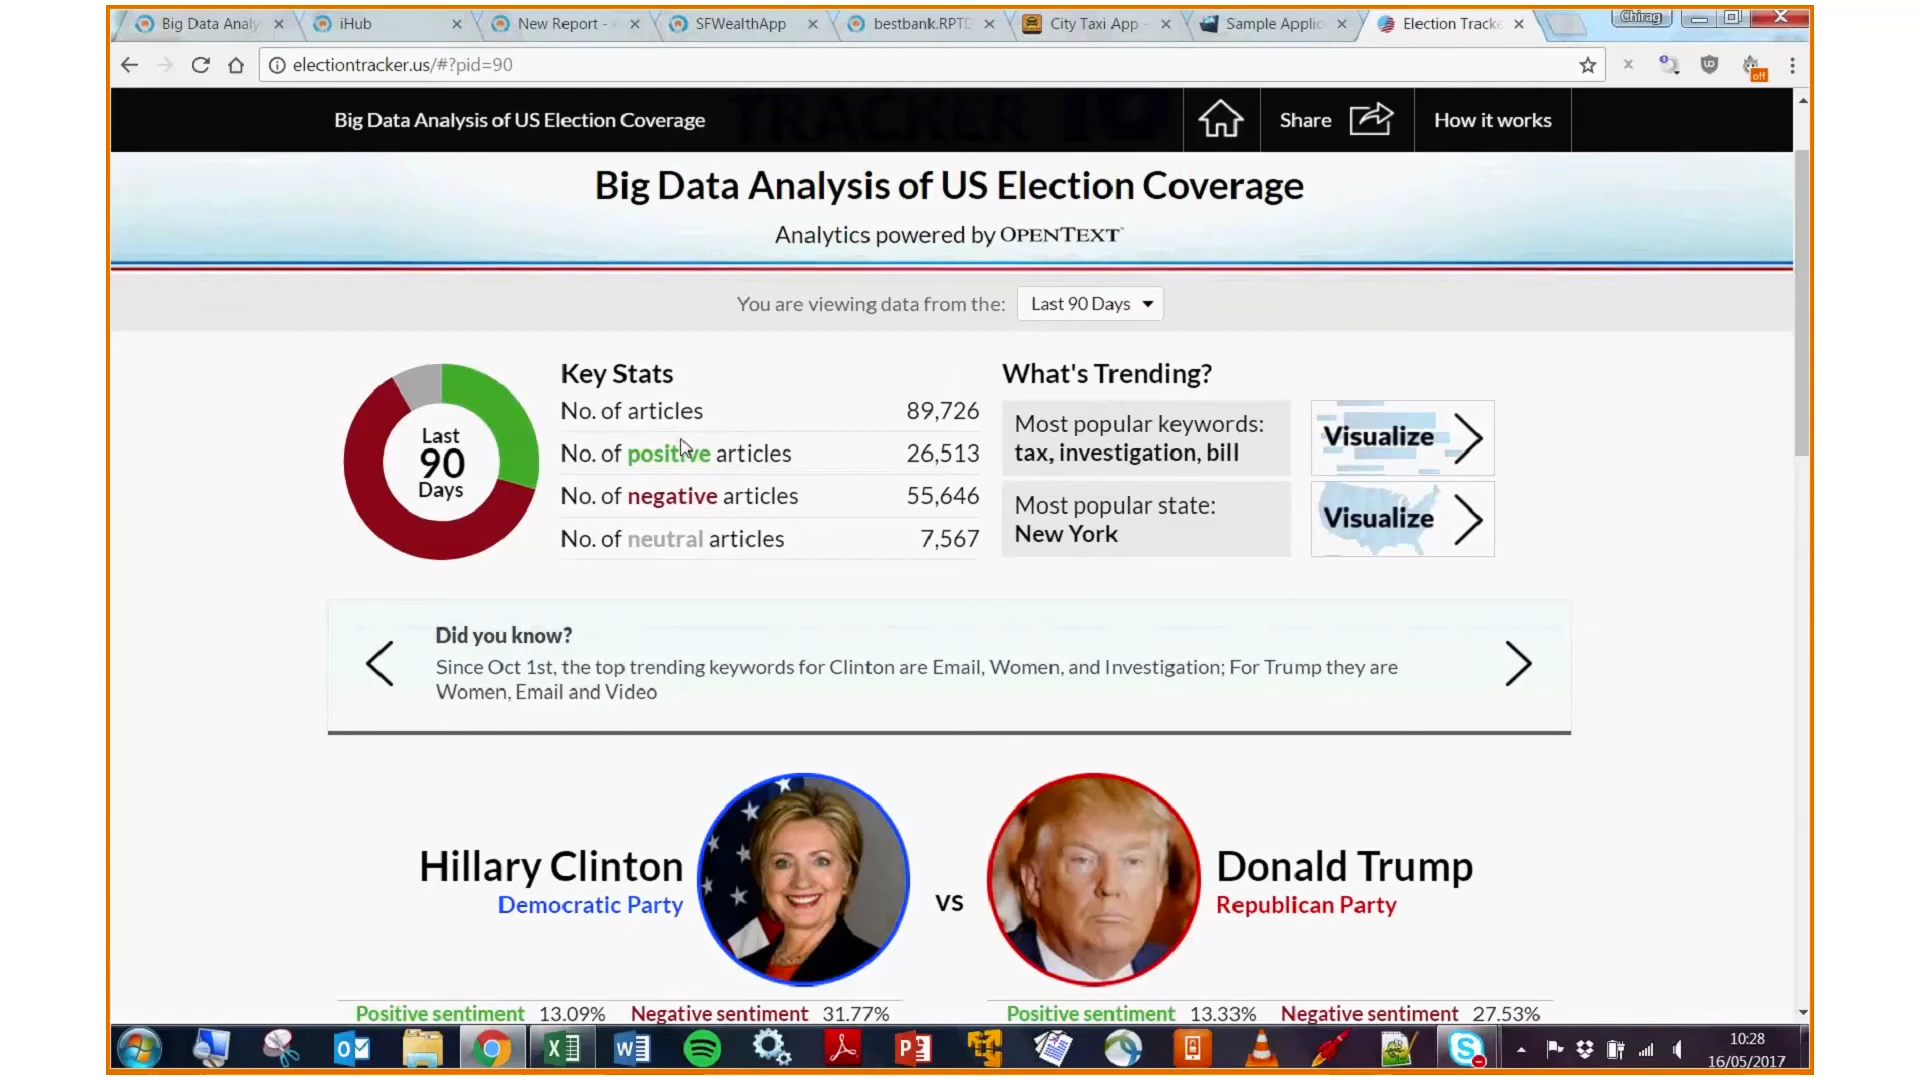 Big Data Analy
iHub
New Report -
SFWealthApp
bestbank.RPTD
City Taxi App -
Sample Applic
Election Tracke
Chirag
electiontracker.us/#?pid=90
off
TRACKER
Big Data Analysis of US Election Coverage
Share
How it works
Big Data Analysis of US Election Coverage
Analytics powered by OPENTEXT™
You are viewing data from the: Last 90 Days
Last
90
Days
Key Stats
No. of articles 89,726
No. of positive articles 26,513
No. of negative articles 55,646
No. of neutral articles 7,567
What's Trending?
Most popular keywords:
tax, investigation, bill
Visualize
Most popular state:
New York
Visualize
Did you know?
Since Oct 1st, the top trending keywords for Clinton are Email, Women, and Investigation; For Trump they are
Women, Email and Video
Hillary Clinton
Democratic Party
vs
Donald Trump
Republican Party
Positive sentiment 13.09% Negative sentiment 31.77%
Positive sentiment 13.33% Negative sentiment 27.53%
10:28
16/05/2017